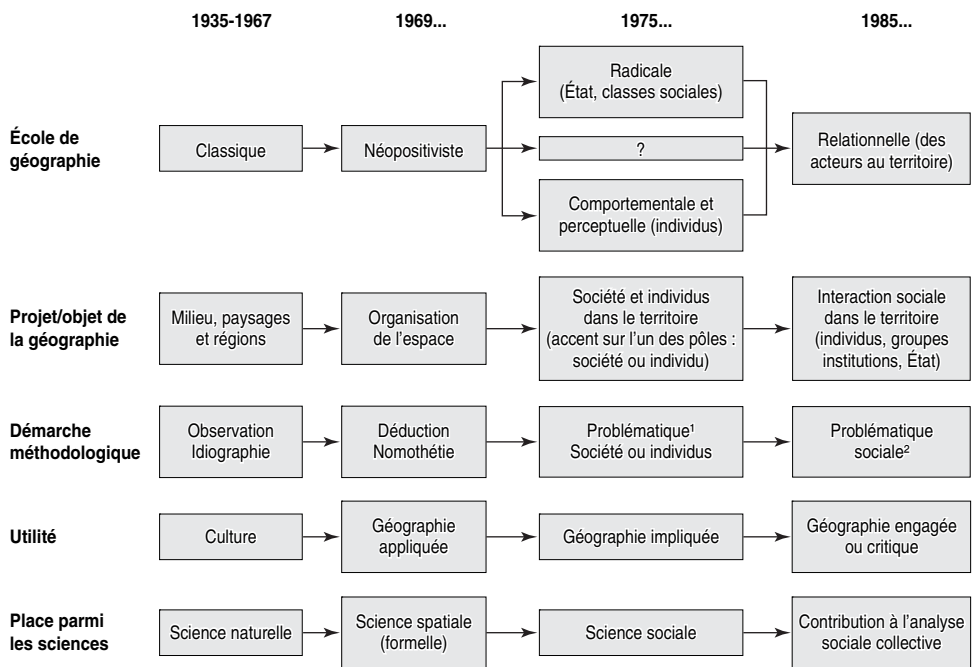 1935-1967
1969...
1975...
1985...
École de
géographie
Classique
Néopositiviste
Radicale
(État, classes sociales)
?
Comportementale et
perceptuelle (individus)
Relationnelle (des
acteurs au territoire)
Projet/objet de
la géographie
Milieu, paysages
et régions
Organisation
de l'espace
Société et individus
dans le territoire
(accent sur l'un des pôles :
société ou individu)
Interaction sociale
dans le territoire
(individus, groupes
institutions, État)
Démarche
méthodologique
Observation
Idiographie
Déduction
Nomothétie
Problématique¹
Société ou individus
Problématique
sociale²
Utilité
Culture
Géographie
appliquée
Géographie impliquée
Géographie engagée
ou critique
Place parmi
les sciences
Science naturelle
Science spatiale
(formelle)
Science sociale
Contribution à l'analyse
sociale collective